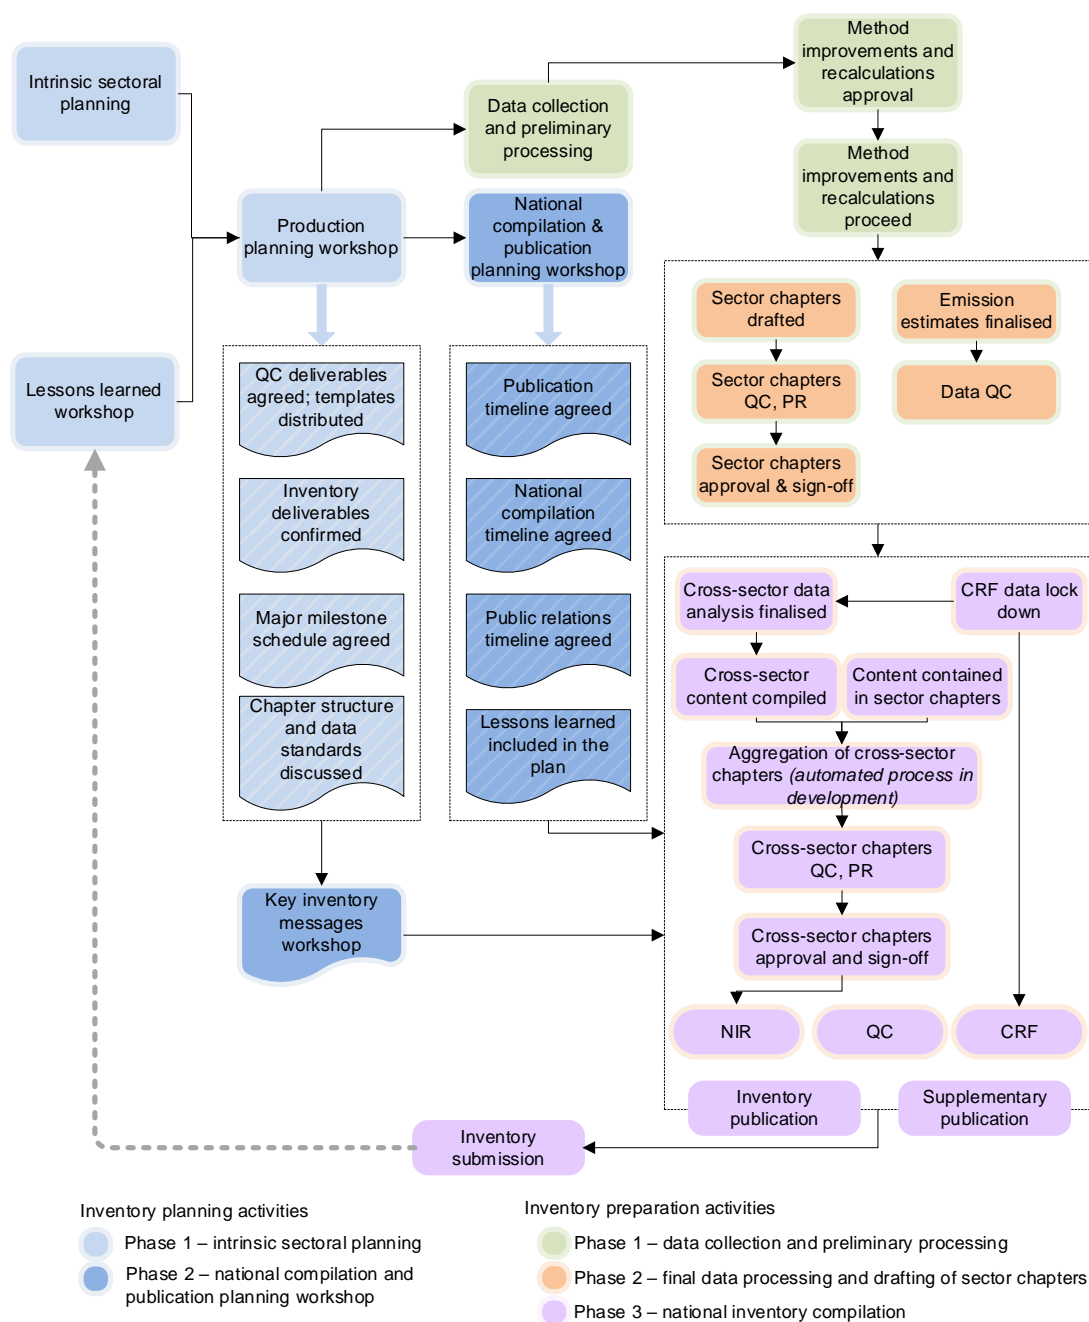 Intrinsic sectoral
planning
Lessons learned
workshop
Production
planning workshop
Data collection
and preliminary
processing
National
compilation &
publication
planning workshop
Method
improvements and
recalculations
approval
Method
improvements and
recalculations
proceed
QC deliverables
agreed; templates
distributed
Inventory
deliverables
confirmed
Major milestone
schedule agreed
Chapter structure
and data
standards
discussed
Publication
timeline agreed
National
compilation
timeline agreed
Public relations
timeline agreed
Lessons learned
included in the
plan
Key inventory
messages
workshop
Sector chapters
drafted
Sector chapters
QC, PR
Sector chapters
approval & sign-off
Emission
estimates finalised
Data QC
Cross-sector data
analysis finalised
CRF data lock
down
Cross-sector
content compiled
Content contained
in sector chapters
Aggregation of cross-sector
chapters (automated process in
development)
Cross-sector chapters
QC, PR
Cross-sector chapters
approval and sign-off
NIR
QC
CRF
Inventory
publication
Supplementary
publication
Inventory
submission
Inventory planning activities
Phase 1 – intrinsic sectoral planning
Phase 2 – national compilation and
publication planning workshop
Inventory preparation activities
Phase 1 – data collection and preliminary processing
Phase 2 – final data processing and drafting of sector chapters
Phase 3 – national inventory compilation